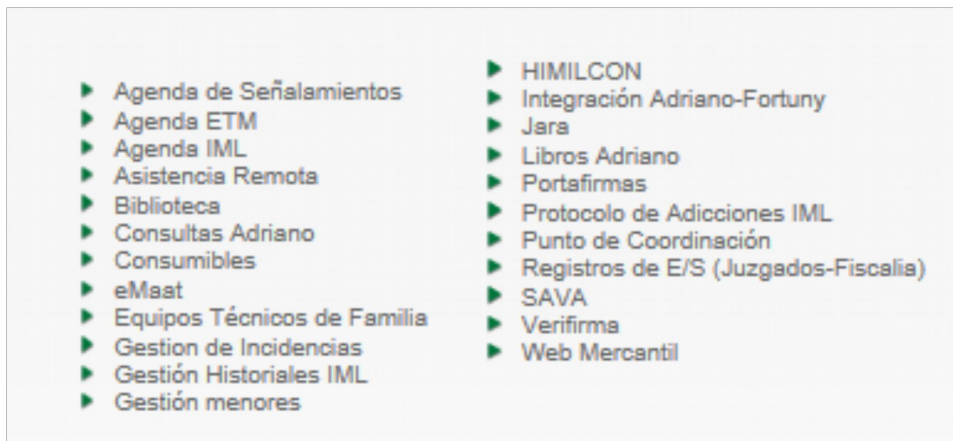 Agenda de Señalamientos
Agenda ETM
Agenda IML
Asistencia Remota
Biblioteca
Consultas Adriano
Consumibles
eMaat
Equipos Técnicos de Familia
Gestion de Incidencias
Gestión Historiales IML
Gestión menores
HIMILCON
Integración Adriano-Fortuny
Jara
Libros Adriano
Portafirmas
Protocolo de Adicciones IML
Punto de Coordinación
Registros de E/S (Juzgados-Fiscalia)
SAVA
Verifirma
Web Mercantil